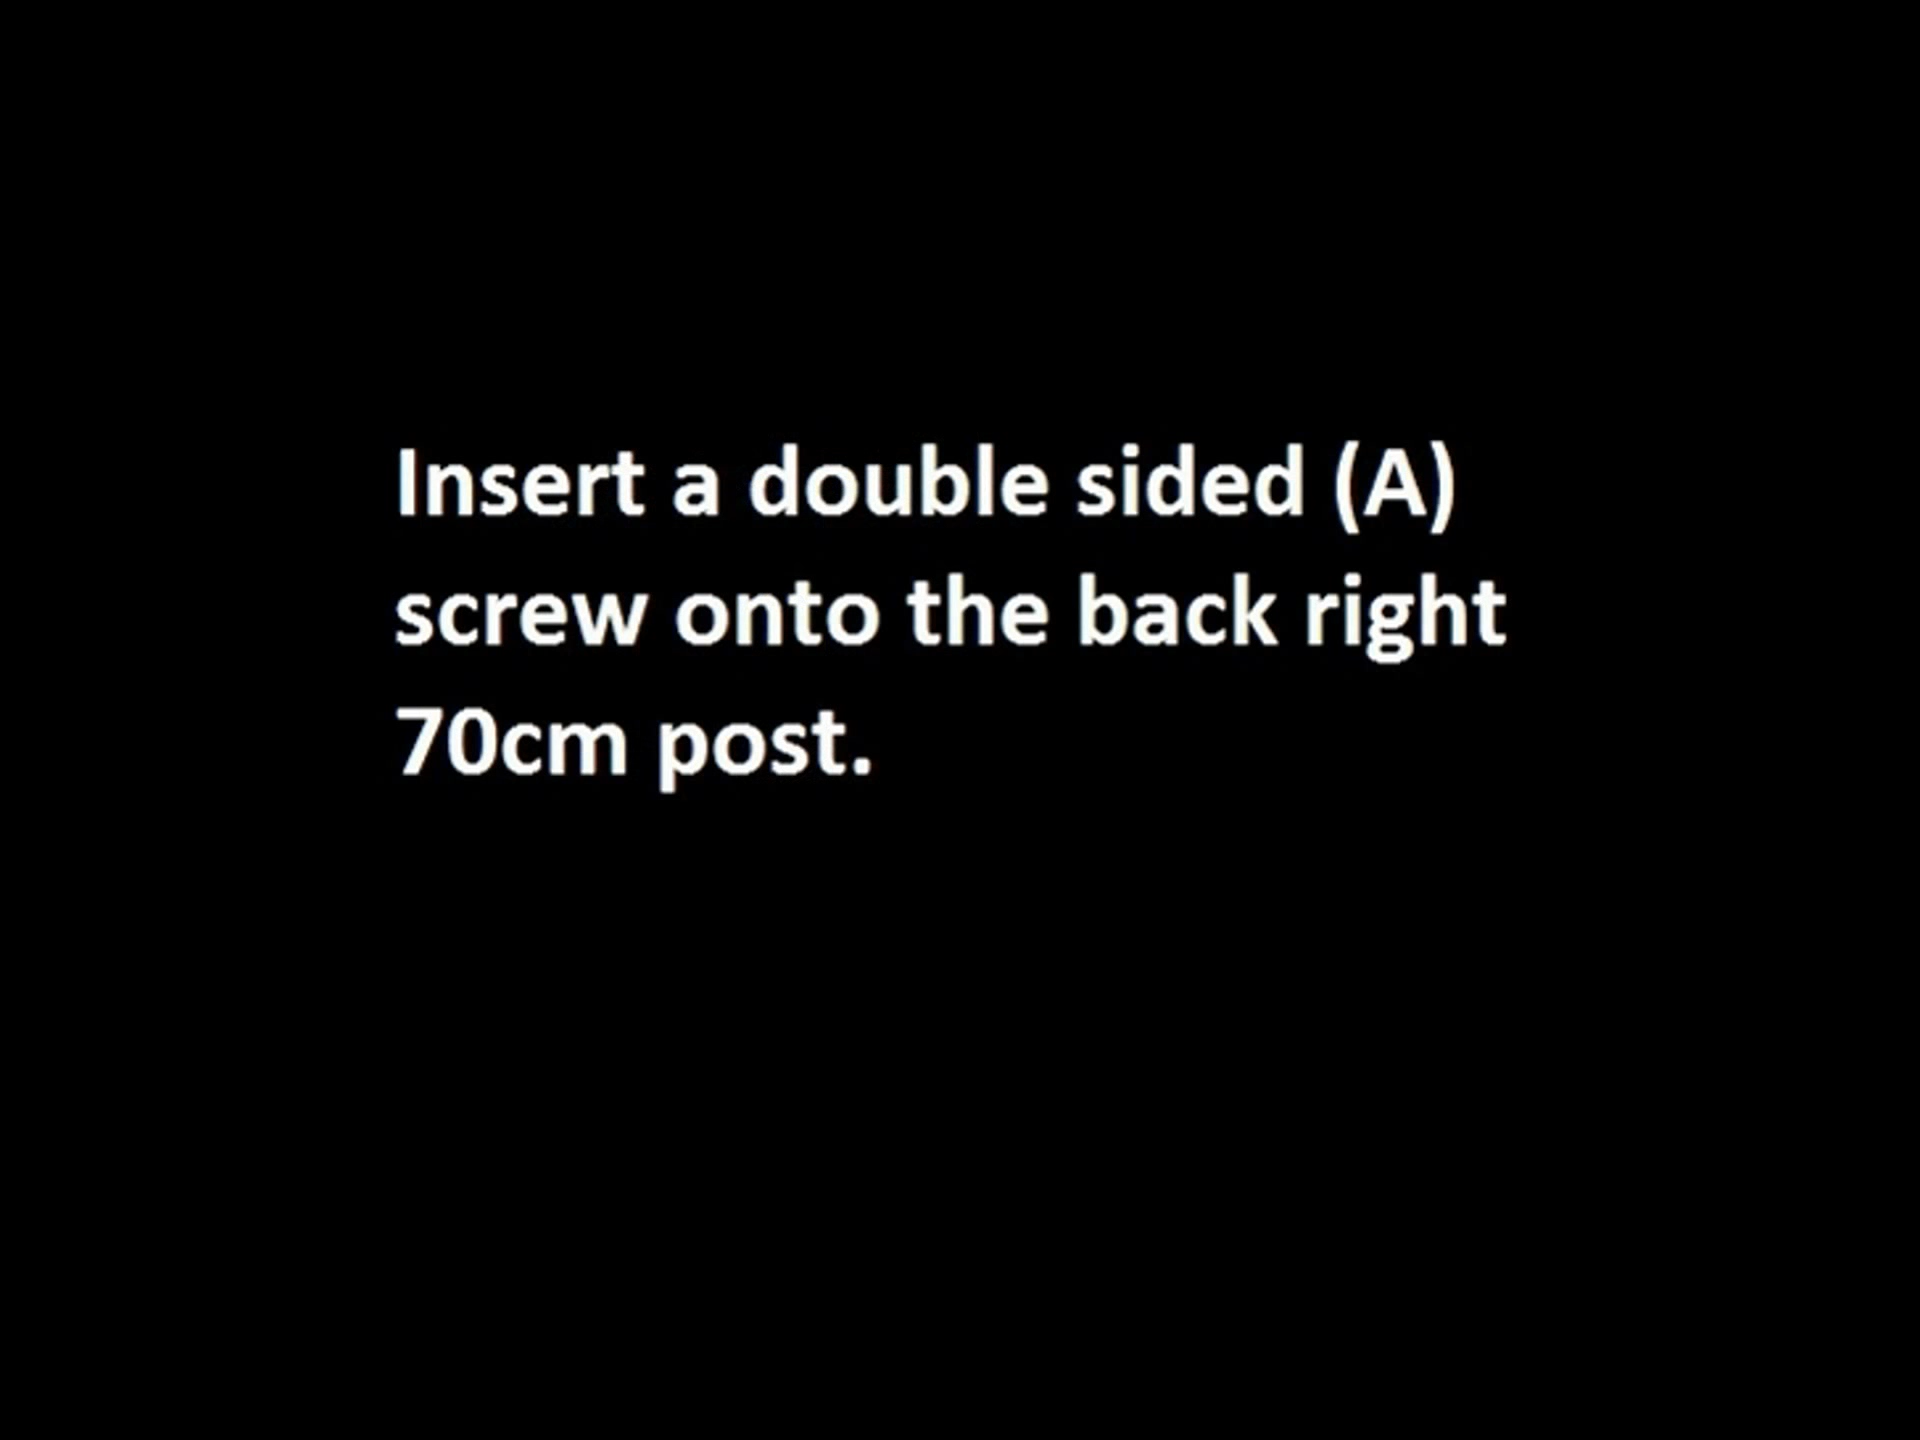 Insert a double sided (A)
screw onto the back right
70cm post.